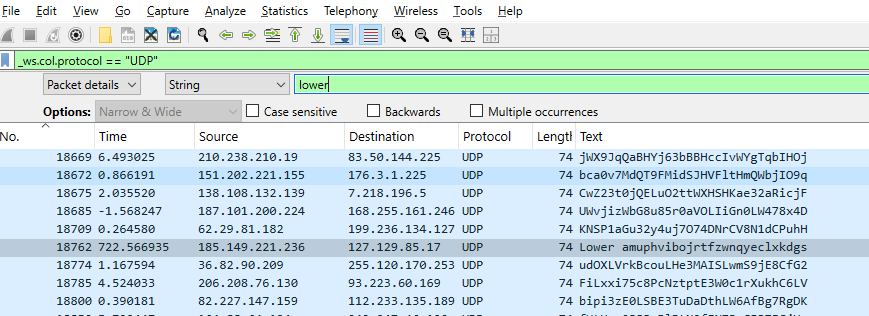 File Edit View Go Capture Analyze Statistics Telephony Wireless Tools Help
_ws.col.protocol == "UDP"
Packet details String lower
Options: Narrow & Wide Case sensitive Backwards Multiple occurrences
No. Time Source Destination Protocol Lengtl Text
18669 6.493025 210.238.210.19 83.50.144.225 UDP 74 jWX9JqQaBHYj63bBBHccIvWYgTqbIHOj
18672 0.866191 151.202.221.155 176.3.1.225 UDP 74 bca0v7MdQT9FMidSJHVFltHmQWbjIO9q
18675 2.035520 138.108.205.179 7.218.196.5 UDP 74 CwZ23t0jQELuO2ttWXHSHKae32aRicjF
18685 -1.568247 187.101.200.224 168.255.161.246 UDP 74 UWvjizWbG8u85r0aVOLIiGn0LW478x4D
18709 0.264580 62.29.81.182 199.236.134.127 UDP 74 KNSP1aGu32y4uj7O74DNrCV8N1dCPuhH
18762 722.566935 185.149.221.236 127.129.85.17 UDP 74 Lower amuphvibojrtfzwnqyeclxkdgs
18774 1.167594 36.82.90.209 255.120.170.253 UDP 74 udOXLVrkBcouLHe3MAISLwmS9jE8CfG2
18785 4.524033 206.208.76.130 93.223.60.169 UDP 74 FiLxxi75c8PcNztptE3W0c1rXukhC6LV
18800 0.390181 82.227.147.159 112.233.135.189 UDP 74 bipi3zE0LSBE3TuDaDthLW6AfBg7RgDK